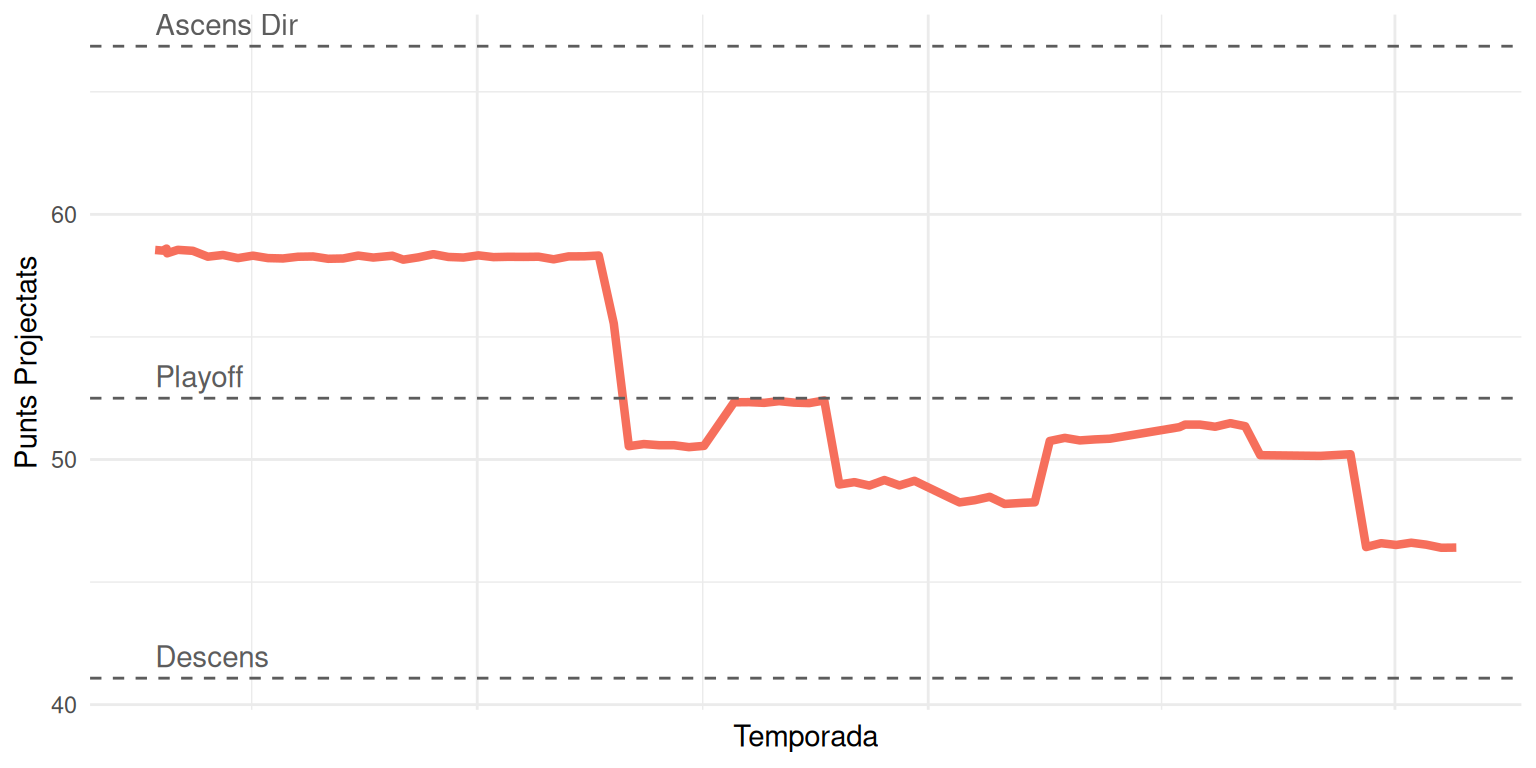 Ascens Dir
60
Playoff
50
Descens
40
Punts Projectats
Temporada